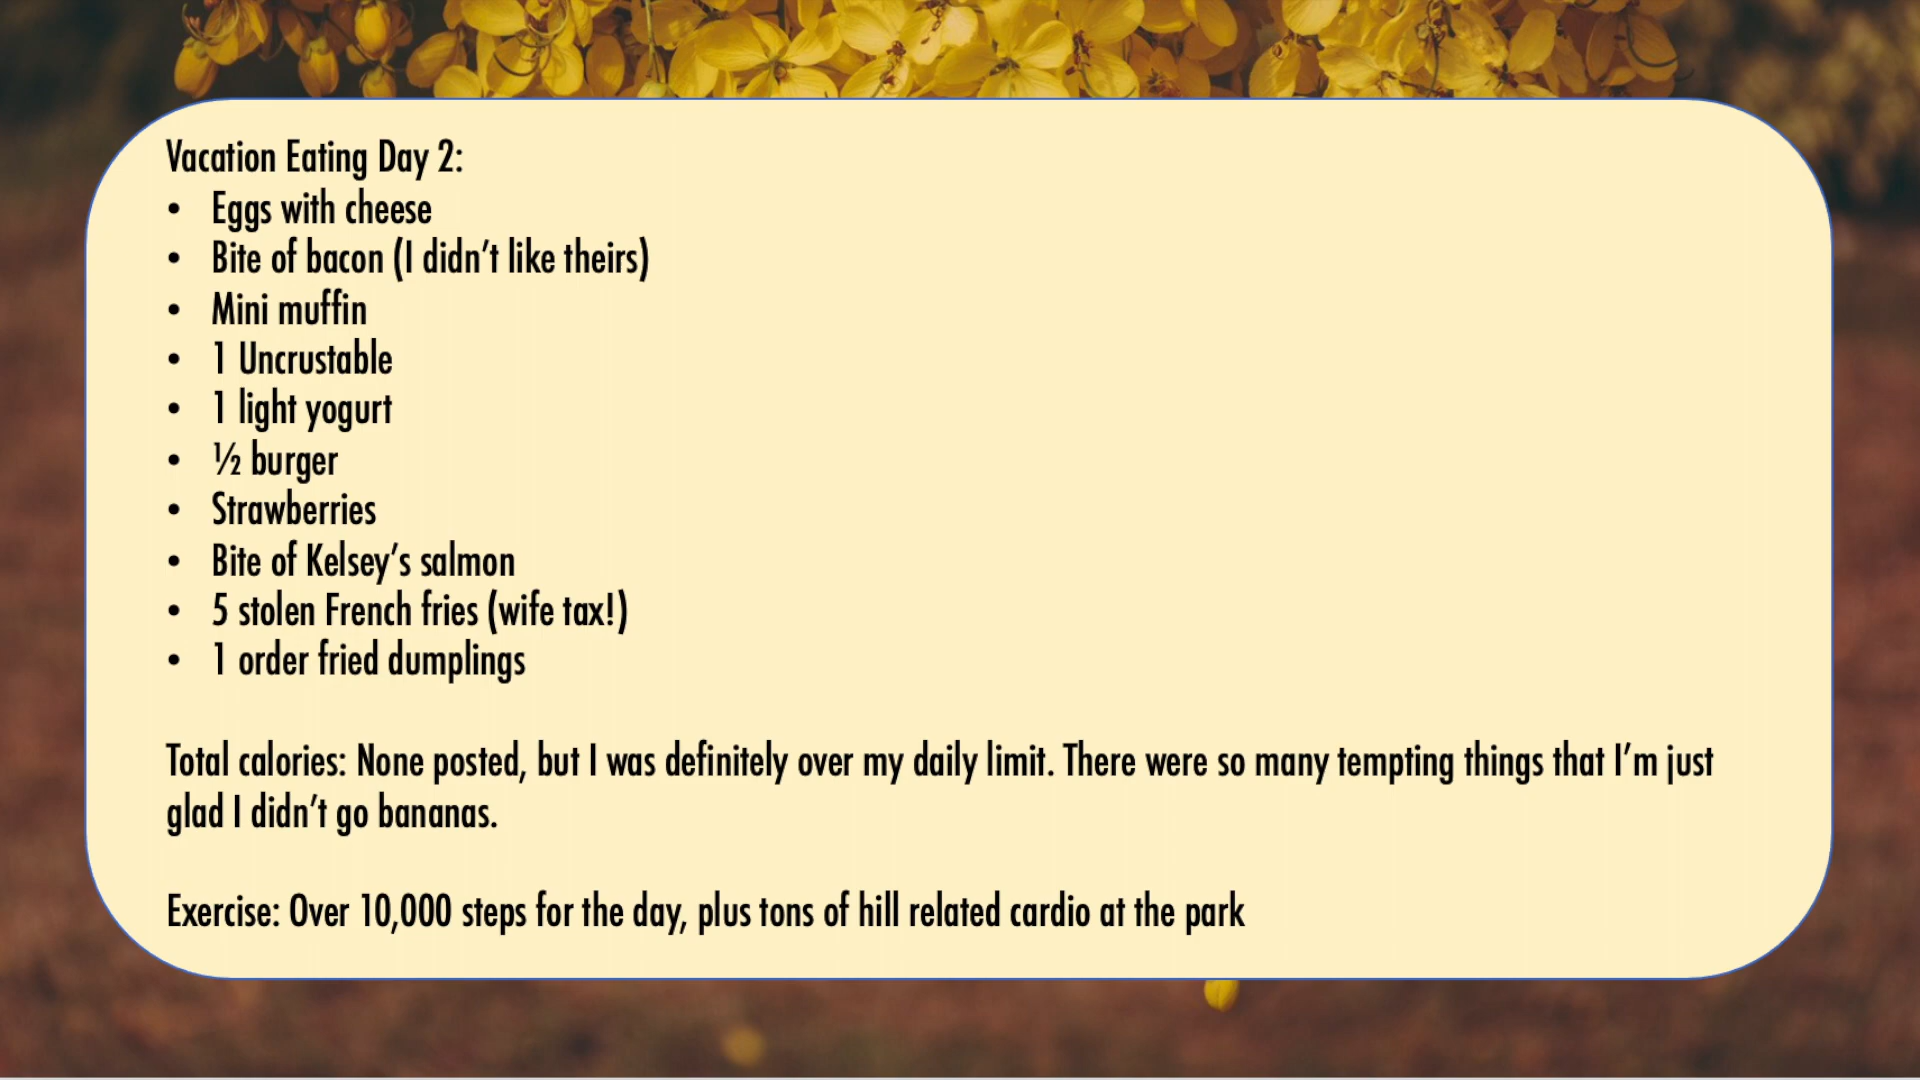 Vacation Eating Day 2:
• Eggs with cheese
• Bite of bacon (I didn’t like theirs)
• Mini muffin
• 1 Uncrustable
• 1 light yogurt
• ½ burger
• Strawberries
• Bite of Kelsey’s salmon
• 5 stolen French fries (wife tax!)
• 1 order fried dumplings
Total calories: None posted, but I was definitely over my daily limit. There were so many tempting things that I’m just
glad I didn’t go bananas.
Exercise: Over 10,000 steps for the day, plus tons of hill related cardio at the park